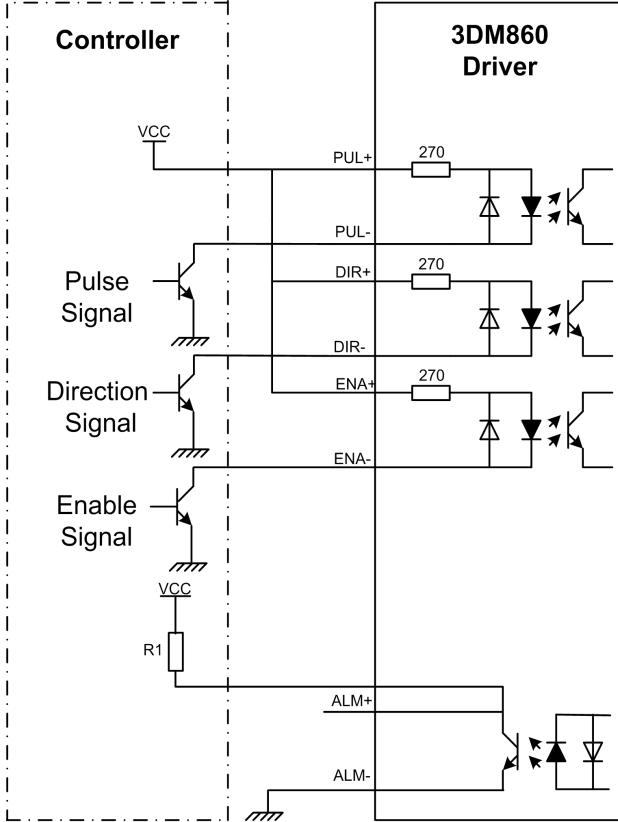 Controller
3DM860
Driver
VCC
PUL+
270
PUL-
Pulse
Signal
DIR+
270
DIR-
Direction
Signal
ENA+
270
ENA-
Enable
Signal
VCC
R1
ALM+
ALM-